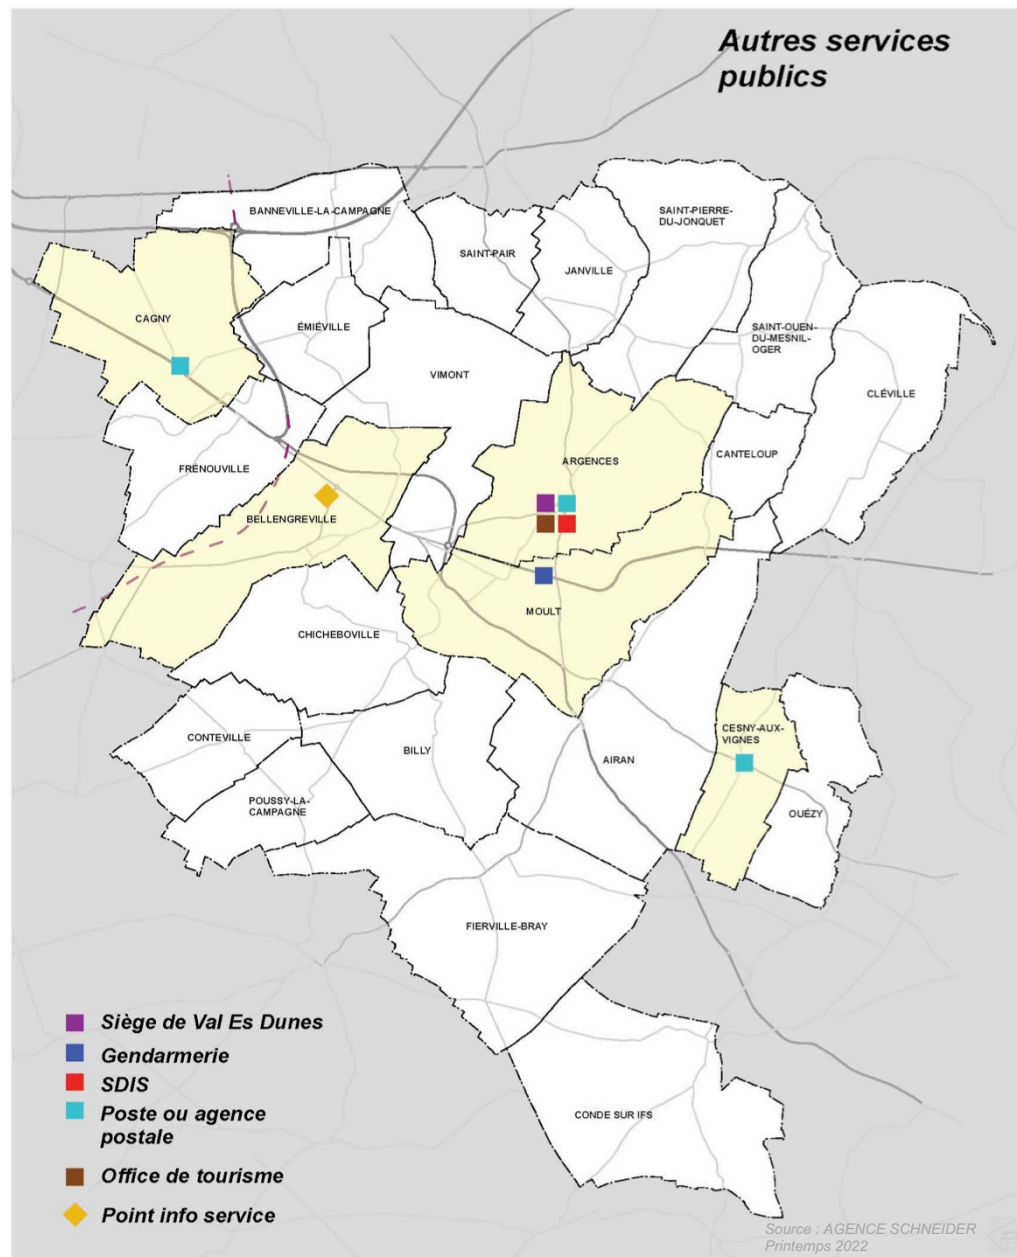 Autres services
publics
BANNEVILLE-LA-CAMPAGNE
SAINT-PAIR
JANVILLE
SAINT-PIERRE-
DU-JONQUET
CAGNY
ÉMIÉVILLE
VIMONT
SAINT-OUEN-
DU-MESNIL-
OGER
CLÉVILLE
FRÉNOUVILLE
ARGENCES
CANTELOUP
BELLENGREVILLE
MOULT
CHICHEBOVILLE
CONTEVILLE
BILLY
AIRAN
CESNY-AUX-
VIGNES
POUSSY-LA-
CAMPAGNE
OUÉZY
FIERVILLE-BRAY
CONDE SUR IFS
Siège de Val Es Dunes
Gendarmerie
SDIS
Poste ou agence
postale
Office de tourisme
Point info service
Source : AGENCE SCHNEIDER
Printemps 2022